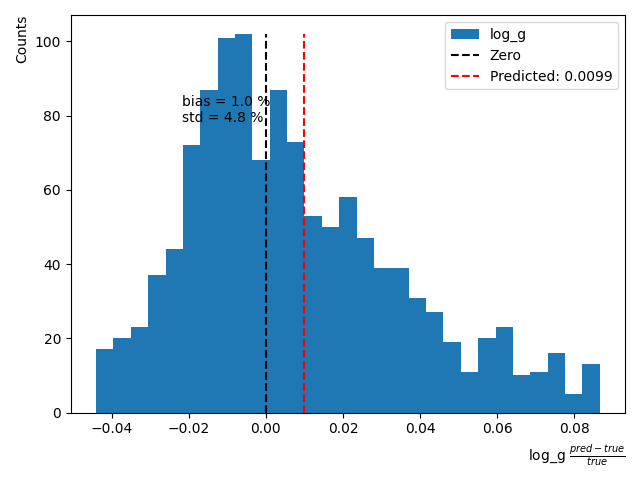 Counts
100
80
60
40
20
0
log_g
Zero
Predicted: 0.0099
bias = 1.0 %
std = 4.8 %
−0.04 −0.02 0.00 0.02 0.04 0.06 0.08
log_g pred−true
true